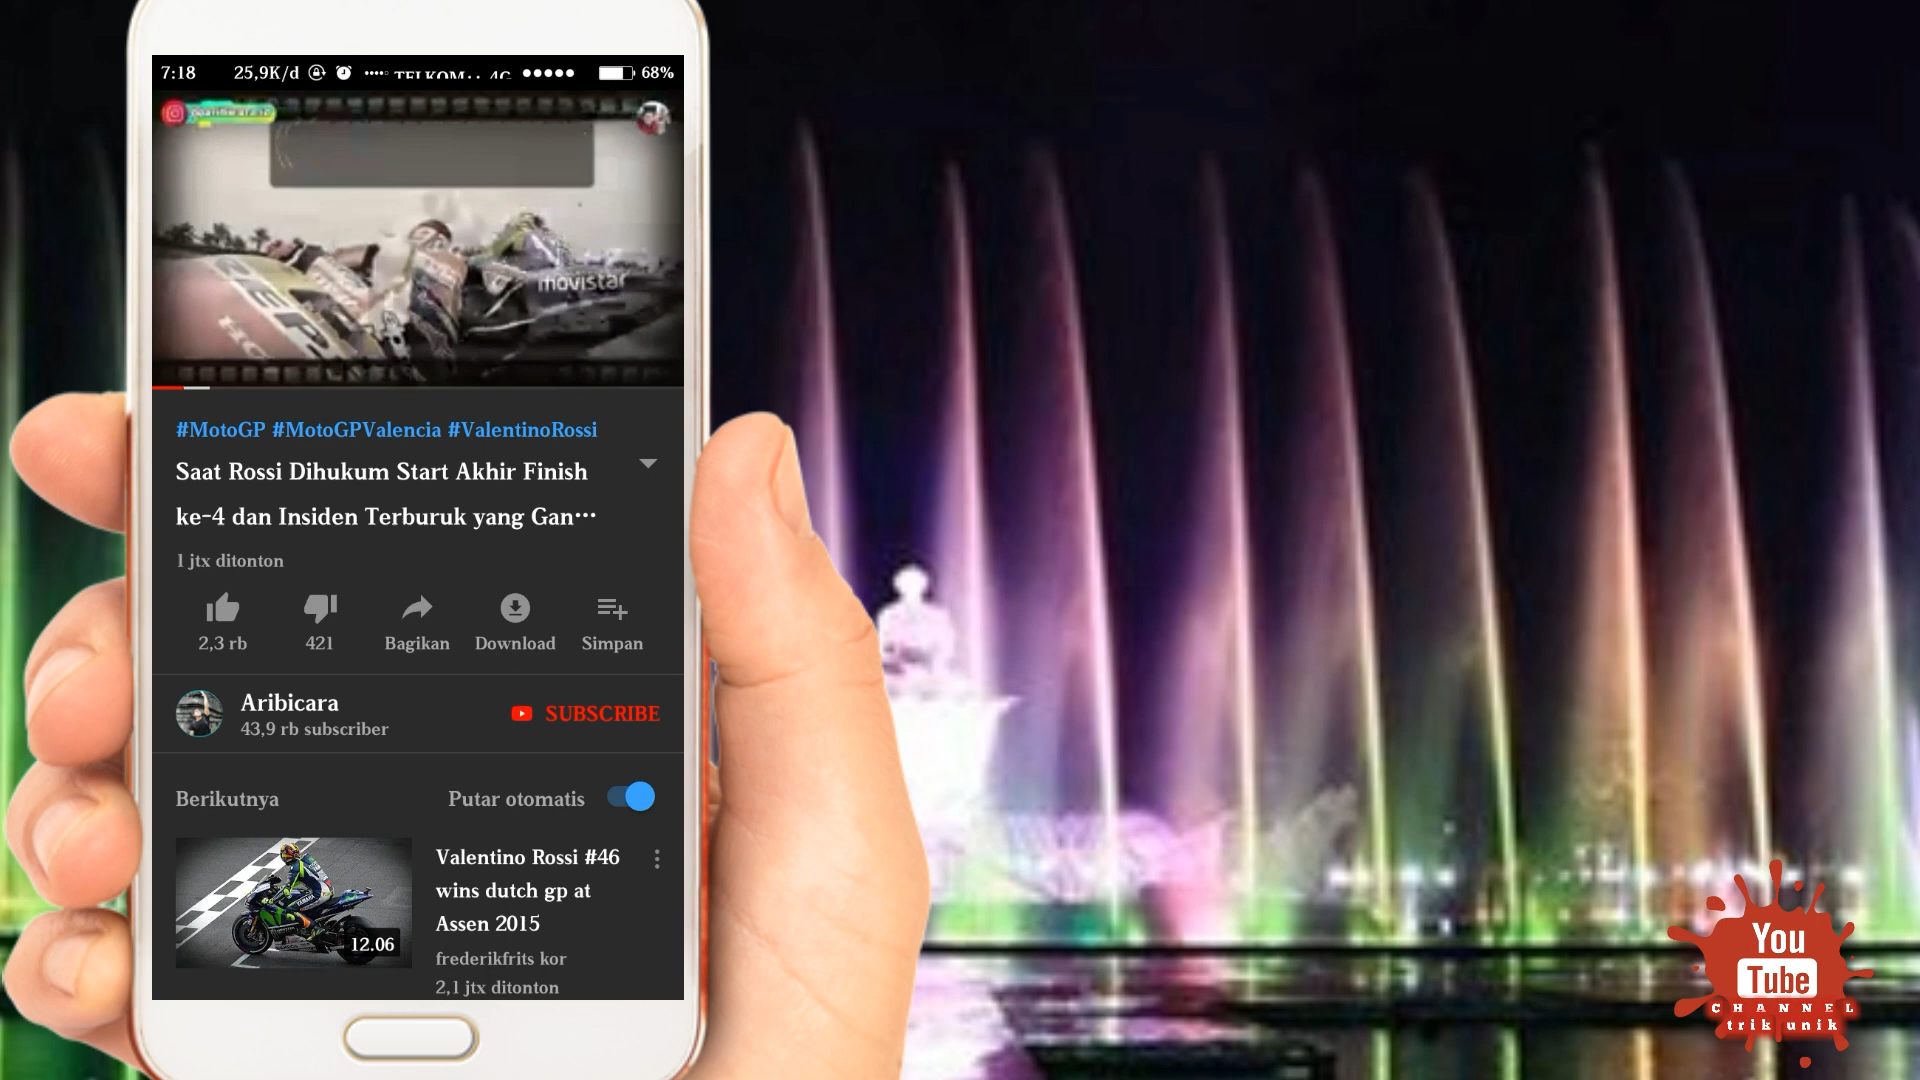 7:18 25,9K/d 68%
movistar
#MotoGP #MotoGPValencia #ValentinoRossi
Saat Rossi Dihukum Start Akhir Finish
ke-4 dan Insiden Terburuk yang Gan…
1 jtx ditonton
2,3 rb 421 Bagikan Download Simpan
Aribicara
43,9 rb subscriber
SUBSCRIBE
Berikutnya Putar otomatis
12.06
Valentino Rossi #46
wins dutch gp at
Assen 2015
frederikfrits kor
2,1 jtx ditonton
You
Tube
CHANNEL
trik unik